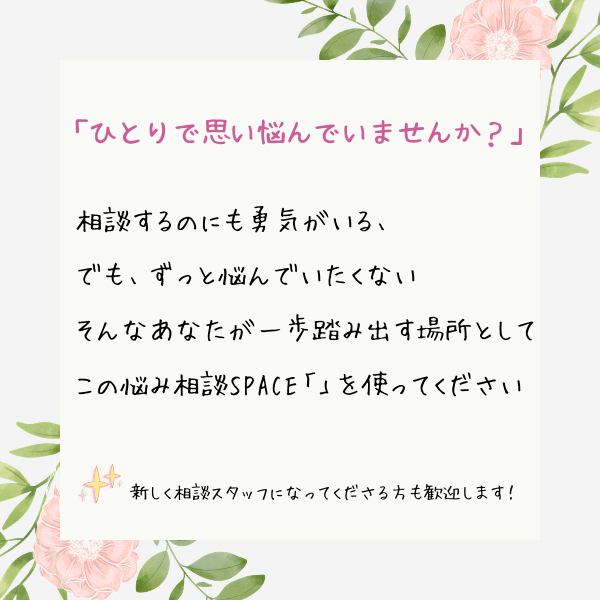 「ひとりで思い悩んでいませんか？」
相談するのにも勇気がいる、
でも、ずっと悩んでいたくない
そんなあなたが一歩踏み出す場所として
この悩み相談SPACE「」を使ってください
新しく相談スタッフになってくださる方も歓迎します！